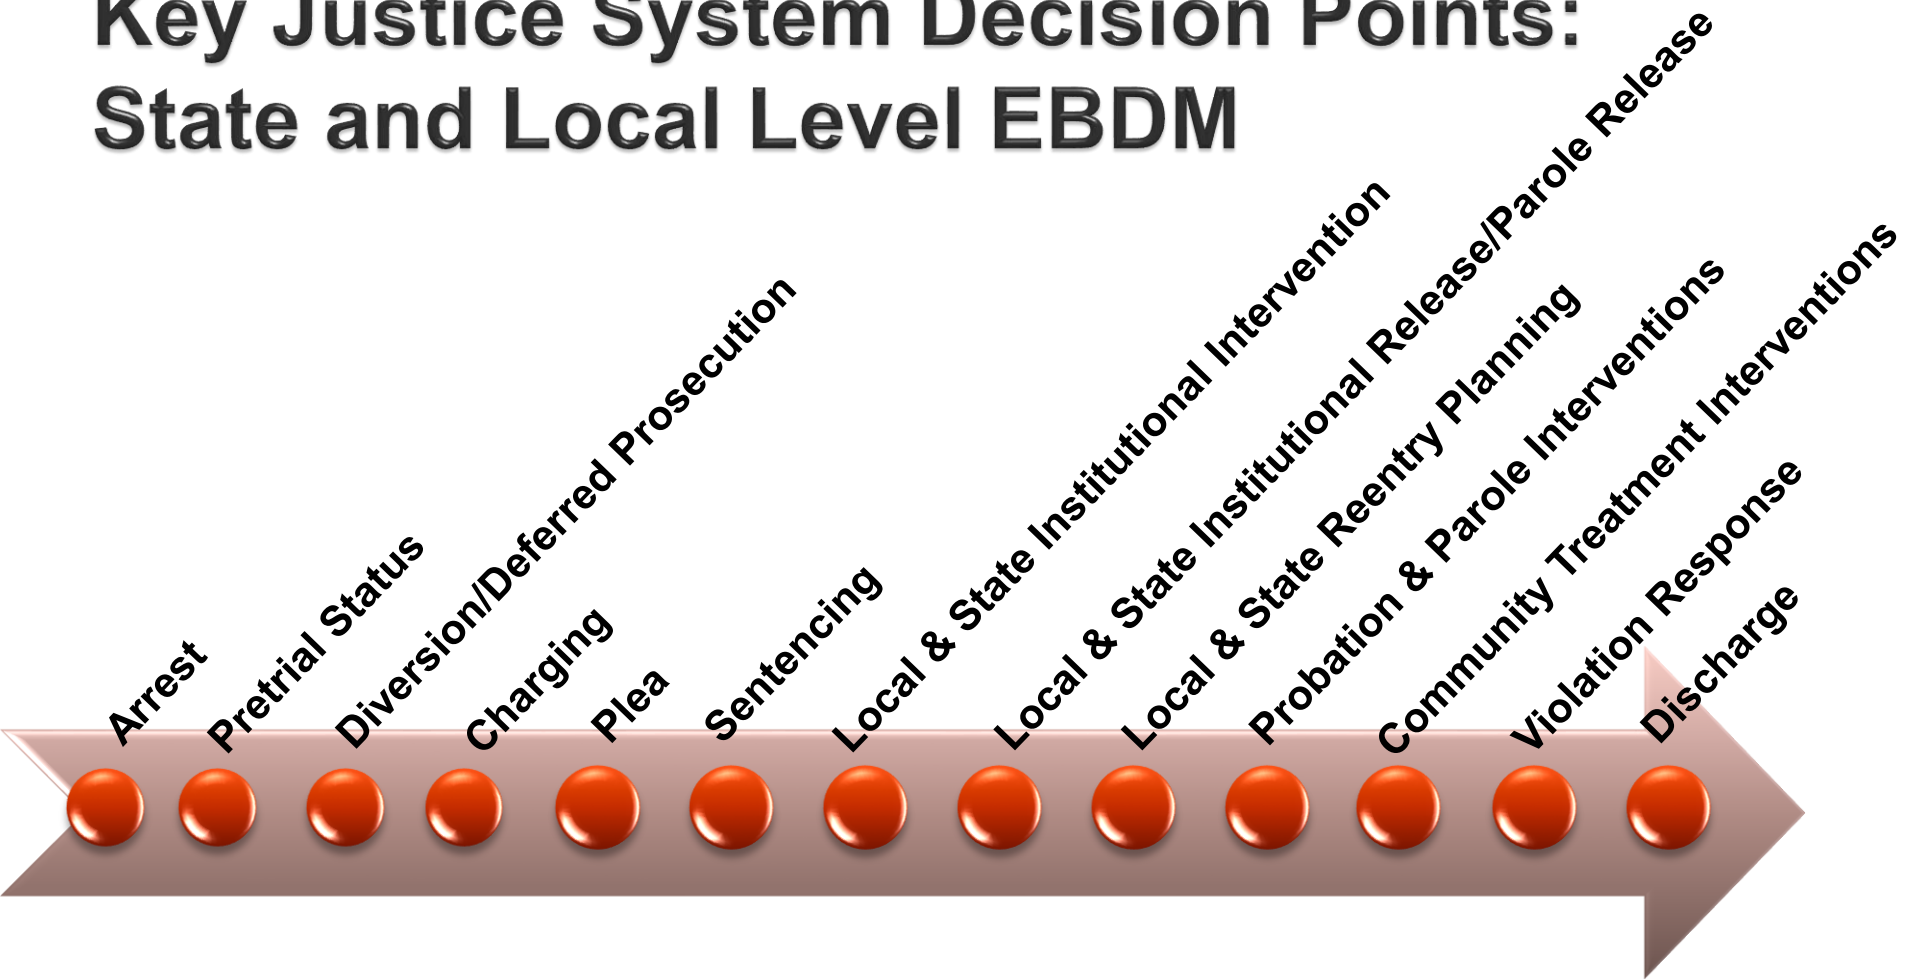 Key Justice System Decision Points:
State and Local Level EBDM
Arrest
Pretrial Status
Diversion/Deferred Prosecution
Charging
Plea
Sentencing
Local & State Institutional Intervention
Local & State Institutional Release/Parole Release
Local & State Reentry Planning
Probation & Parole Interventions
Community Treatment Interventions
Violation Response
Discharge